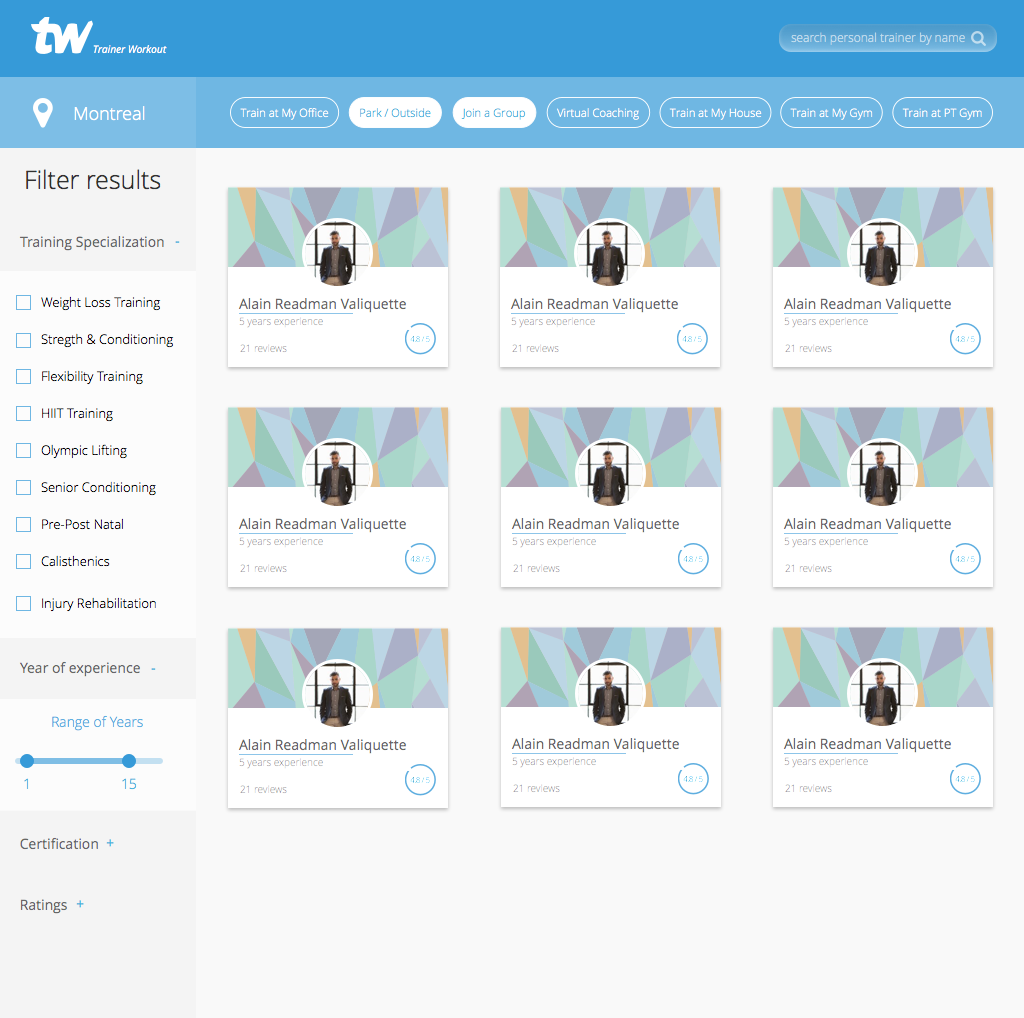 tw Trainer Workout
search personal trainer by name
Montreal
Train at My Office Park / Outside Join a Group Virtual Coaching Train at My House Train at My Gym Train at PT Gym
Filter results
Training Specialization -
Weight Loss Training
Stregth & Conditioning
Flexibility Training
HIIT Training
Olympic Lifting
Senior Conditioning
Pre-Post Natal
Calisthenics
Injury Rehabilitation
Year of experience -
Range of Years
1 15
Certification +
Ratings +
Alain Readman Valiquette
5 years experience
21 reviews
4.8 / 5
Alain Readman Valiquette
5 years experience
21 reviews
4.8 / 5
Alain Readman Valiquette
5 years experience
21 reviews
4.8 / 5
Alain Readman Valiquette
5 years experience
21 reviews
4.8 / 5
Alain Readman Valiquette
5 years experience
21 reviews
4.8 / 5
Alain Readman Valiquette
5 years experience
21 reviews
4.8 / 5
Alain Readman Valiquette
5 years experience
21 reviews
4.8 / 5
Alain Readman Valiquette
5 years experience
21 reviews
4.8 / 5
Alain Readman Valiquette
5 years experience
21 reviews
4.8 / 5